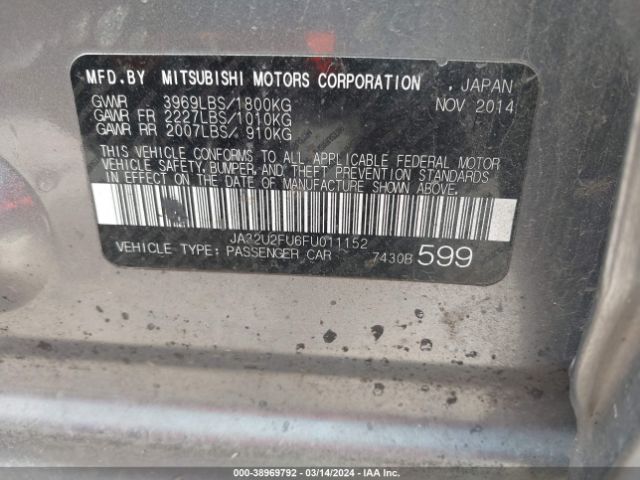 MFD.BY MITSUBISHI MOTORS CORPORATION , JAPAN
GVWR 3969LBS/1800KG NOV 2014
GAWR FR 2227LBS/1010KG
GAWR RR 2007LBS/ 910KG
THIS VEHICLE CONFORMS TO ALL APPLICABLE FEDERAL MOTOR
VEHICLE SAFETY, BUMPER, AND THEFT PREVENTION STANDARDS
IN EFFECT ON THE DATE OF MANUFACTURE SHOWN ABOVE.
JA32U2FU6FU011152
VEHICLE TYPE: PASSENGER CAR 7430B 599
000-38969792 - 03/14/2024 - IAA Inc.